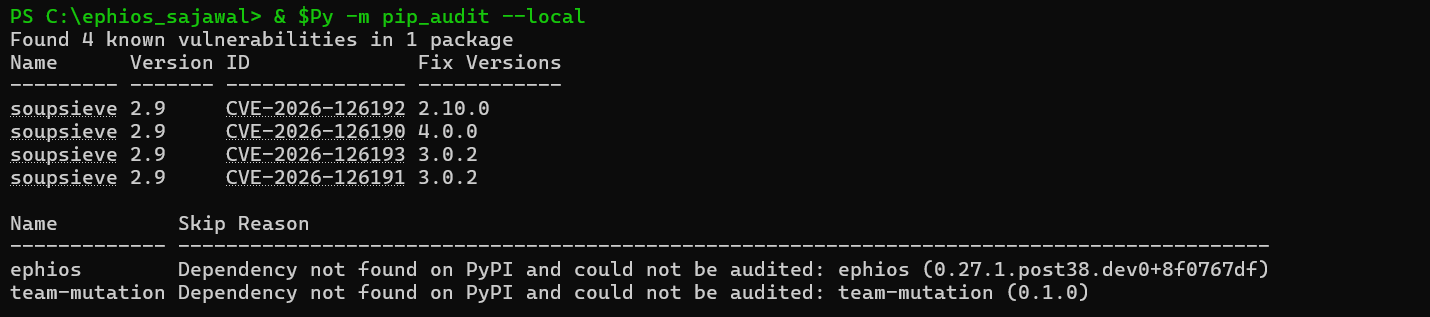 PS C:\ephios_sajawal> & $Py -m pip_audit --local
Found 4 known vulnerabilities in 1 package
Name      Version ID              Fix Versions
--------- ------- --------------- ------------
soupsieve 2.9     CVE-2026-126192 2.10.0
soupsieve 2.9     CVE-2026-126190 4.0.0
soupsieve 2.9     CVE-2026-126193 3.0.2
soupsieve 2.9     CVE-2026-126191 3.0.2
Name          Skip Reason
------------- -------------------------------------------------------------------------------------------
ephios        Dependency not found on PyPI and could not be audited: ephios (0.27.1.post38.dev0+8f0767df)
team-mutation Dependency not found on PyPI and could not be audited: team-mutation (0.1.0)